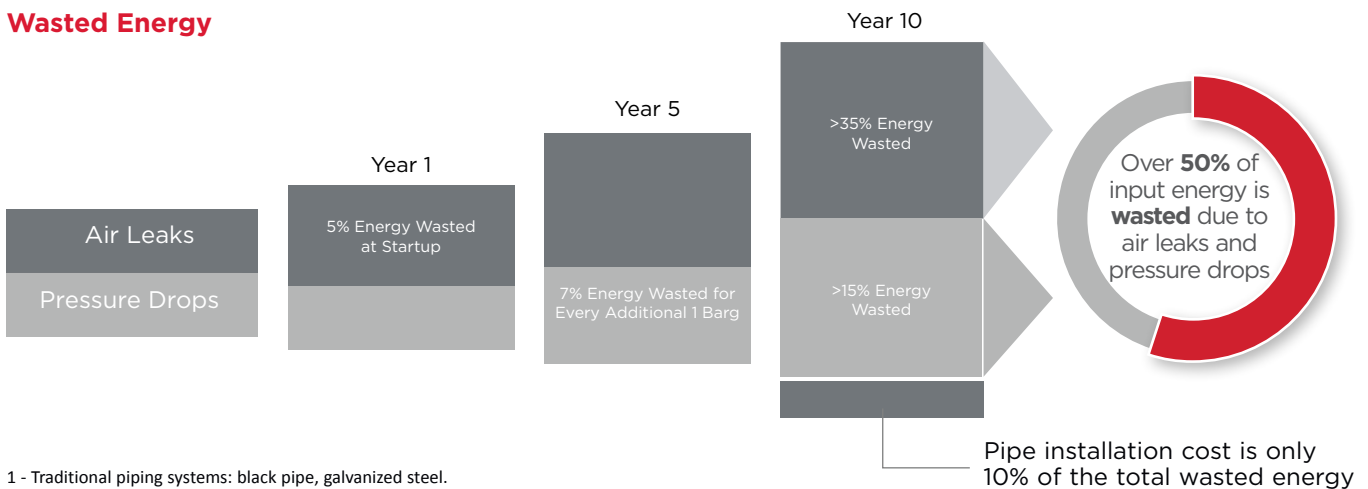 Wasted Energy
Air Leaks
Pressure Drops
Year 1
5% Energy Wasted
at Startup
Year 5
7% Energy Wasted for
Every Additional 1 Barg
Year 10
>35% Energy
Wasted
>15% Energy
Wasted
Over 50% of
input energy is
wasted due to
air leaks and
pressure drops
Pipe installation cost is only
10% of the total wasted energy
1 - Traditional piping systems: black pipe, galvanized steel.